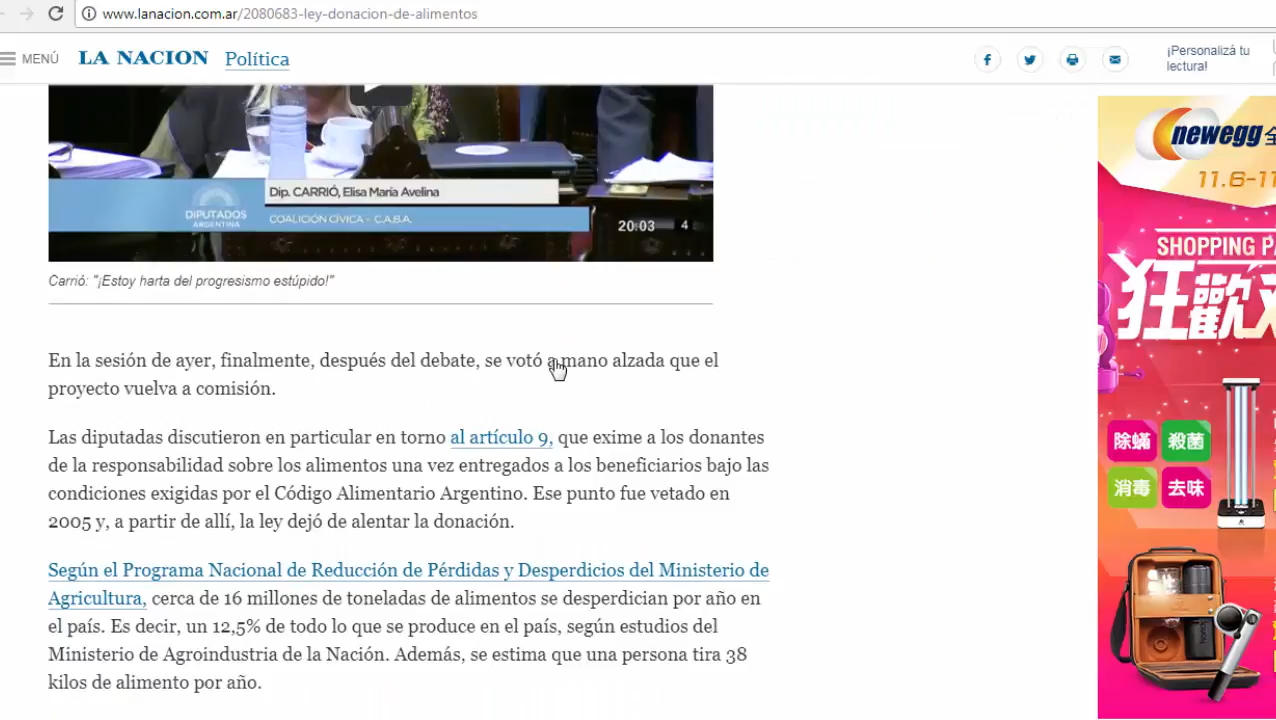 www.lanacion.com.ar/2080683-ley-donacion-de-alimentos
MENÚ LA NACION Política
¡Personalizá tu
lectura!
Dip. CARRIÓ, Elisa María Avelina
DIPUTADOS
ARGENTINA
COALICIÓN CÍVICA - C.A.B.A.
20:03 4
Carrió: "¡Estoy harta del progresismo estúpido!"
En la sesión de ayer, finalmente, después del debate, se votó a mano alzada que el
proyecto vuelva a comisión.
Las diputadas discutieron en particular en torno al artículo 9, que exime a los donantes
de la responsabilidad sobre los alimentos una vez entregados a los beneficiarios bajo las
condiciones exigidas por el Código Alimentario Argentino. Ese punto fue vetado en
2005 y, a partir de allí, la ley dejó de alentar la donación.
Según el Programa Nacional de Reducción de Pérdidas y Desperdicios del Ministerio de
Agricultura, cerca de 16 millones de toneladas de alimentos se desperdician por año en
el país. Es decir, un 12,5% de todo lo que se produce en el país, según estudios del
Ministerio de Agroindustria de la Nación. Además, se estima que una persona tira 38
kilos de alimento por año.
newegg 全
11.6-1
SHOPPING P
狂歡
除蟎 殺菌
消毒 去味